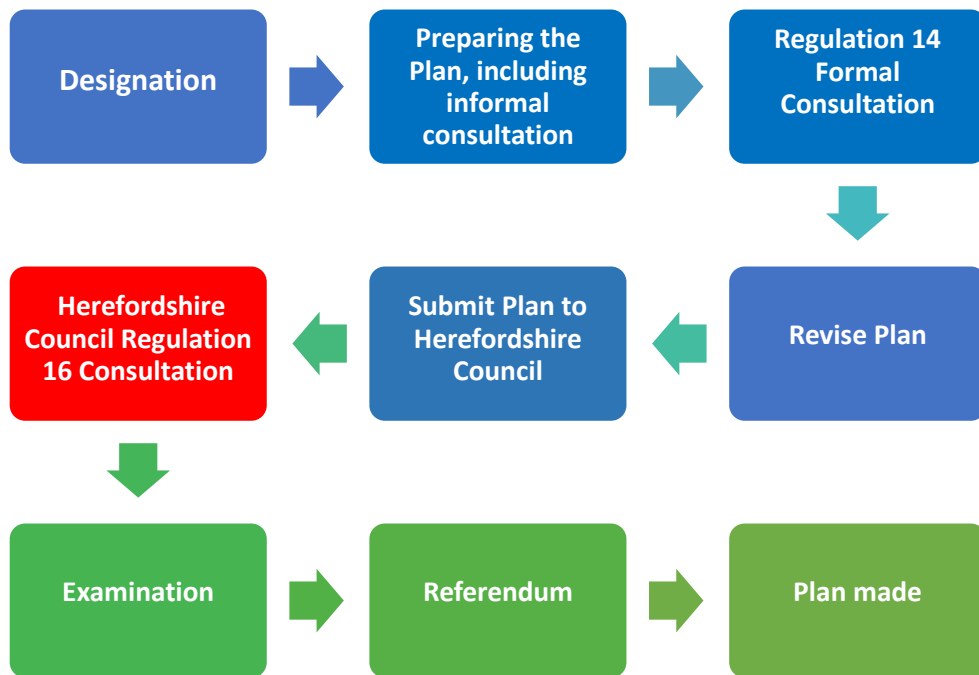 Designation
Preparing the
Plan, including
informal
consultation
Regulation 14
Formal
Consultation
Revise Plan
Submit Plan to
Herefordshire
Council
Herefordshire
Council Regulation
16 Consultation
Examination
Referendum
Plan made